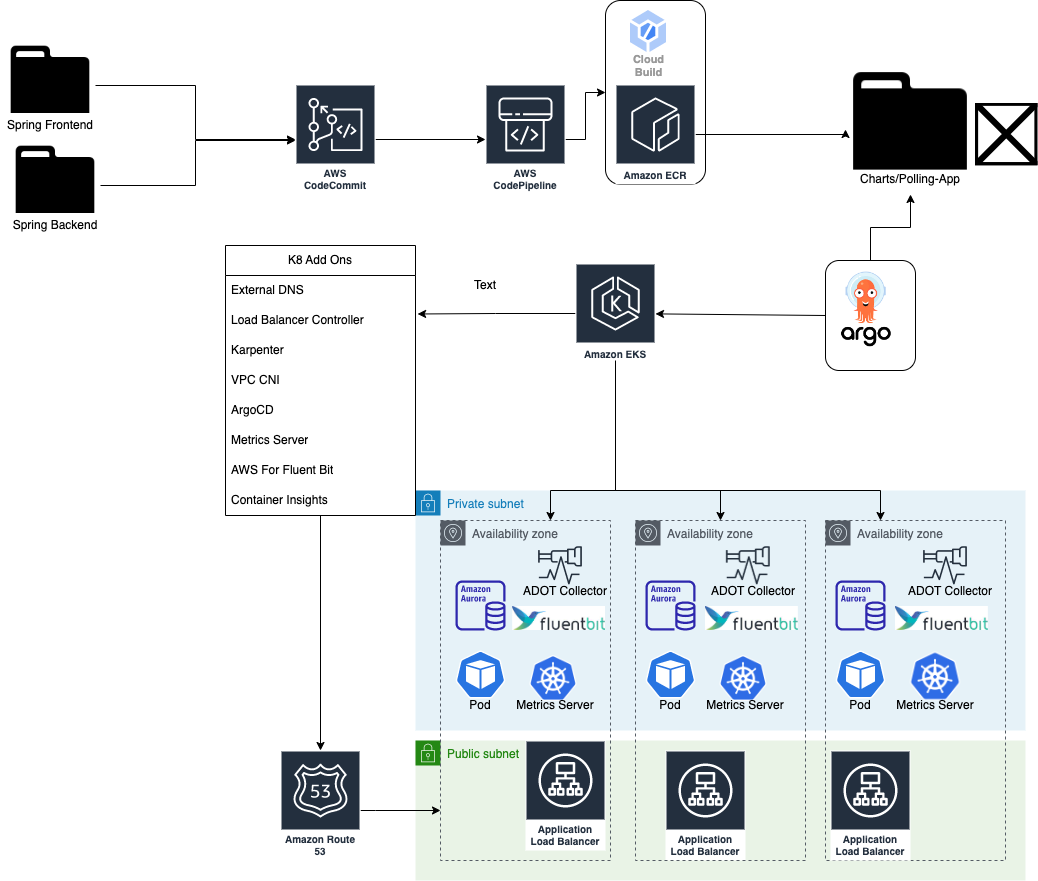 Cloud
Build
Spring Frontend
Spring Backend
AWS
CodeCommit
AWS
CodePipeline
Amazon ECR
Charts/Polling-App
K8 Add Ons
External DNS
Load Balancer Controller
Karpenter
VPC CNI
ArgoCD
Metrics Server
AWS For Fluent Bit
Container Insights
Text
K
Amazon EKS
argo
Private subnet
Availability zone
Availability zone
Availability zone
ADOT Collector
ADOT Collector
ADOT Collector
Amazon
Aurora
Amazon
Aurora
Amazon
Aurora
fluentbit
fluentbit
fluentbit
Pod
Metrics Server
Pod
Metrics Server
Pod
Metrics Server
Public subnet
53
Amazon Route
53
Application
Load Balancer
Application
Load Balancer
Application
Load Balancer